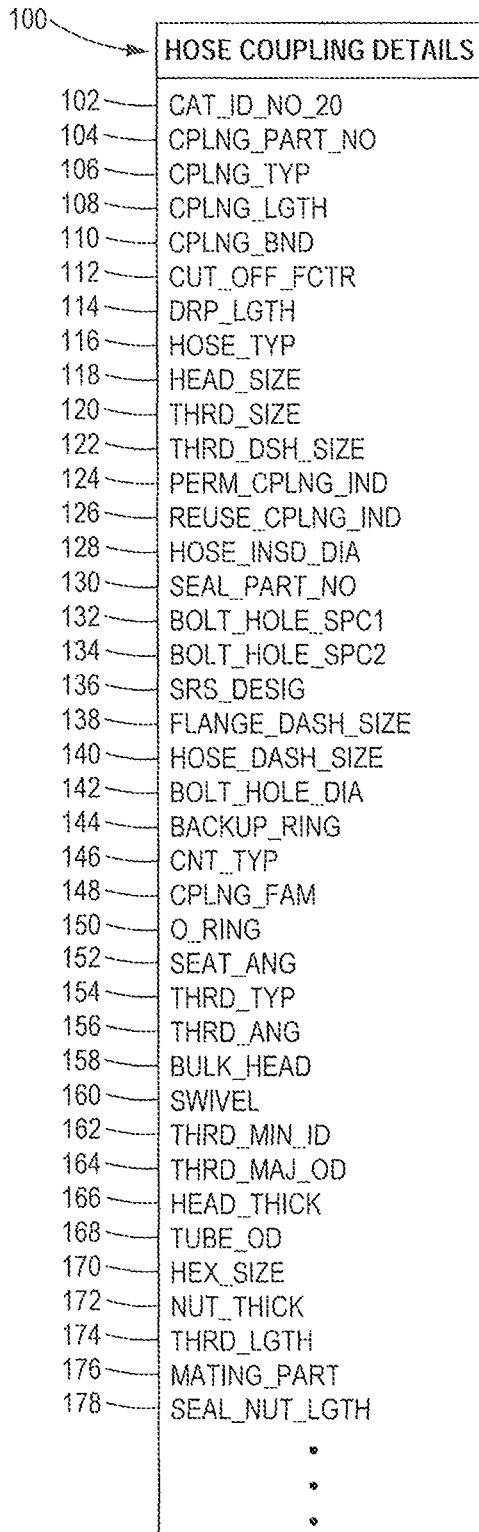 100
HOSE COUPLING DETAILS
102 CAT_ID_NO_20
104 CPLNG_PART_NO
106 CPLNG_TYP
108 CPLNG_LGTH
110 CPLNG_BND
112 CUT_OFF_FCTR
114 DRP_LGTH
116 HOSE_TYP
118 HEAD_SIZE
120 THRD_SIZE
122 THRD_DSH_SIZE
124 PERM_CPLNG_IND
126 REUSE_CPLNG_IND
128 HOSE_INSD_DIA
130 SEAL_PART_NO
132 BOLT_HOLE_SPC1
134 BOLT_HOLE_SPC2
136 SRS_DESIG
138 FLANGE_DASH_SIZE
140 HOSE_DASH_SIZE
142 BOLT_HOLE_DIA
144 BACKUP_RING
146 CNT_TYP
148 CPLNG_FAM
150 O_RING
152 SEAT_ANG
154 THRD_TYP
156 THRD_ANG
158 BULK_HEAD
160 SWIVEL
162 THRD_MIN_ID
164 THRD_MAJ_OD
166 HEAD_THICK
168 TUBE_OD
170 HEX_SIZE
172 NUT_THICK
174 THRD_LGTH
176 MATING_PART
178 SEAL_NUT_LGTH